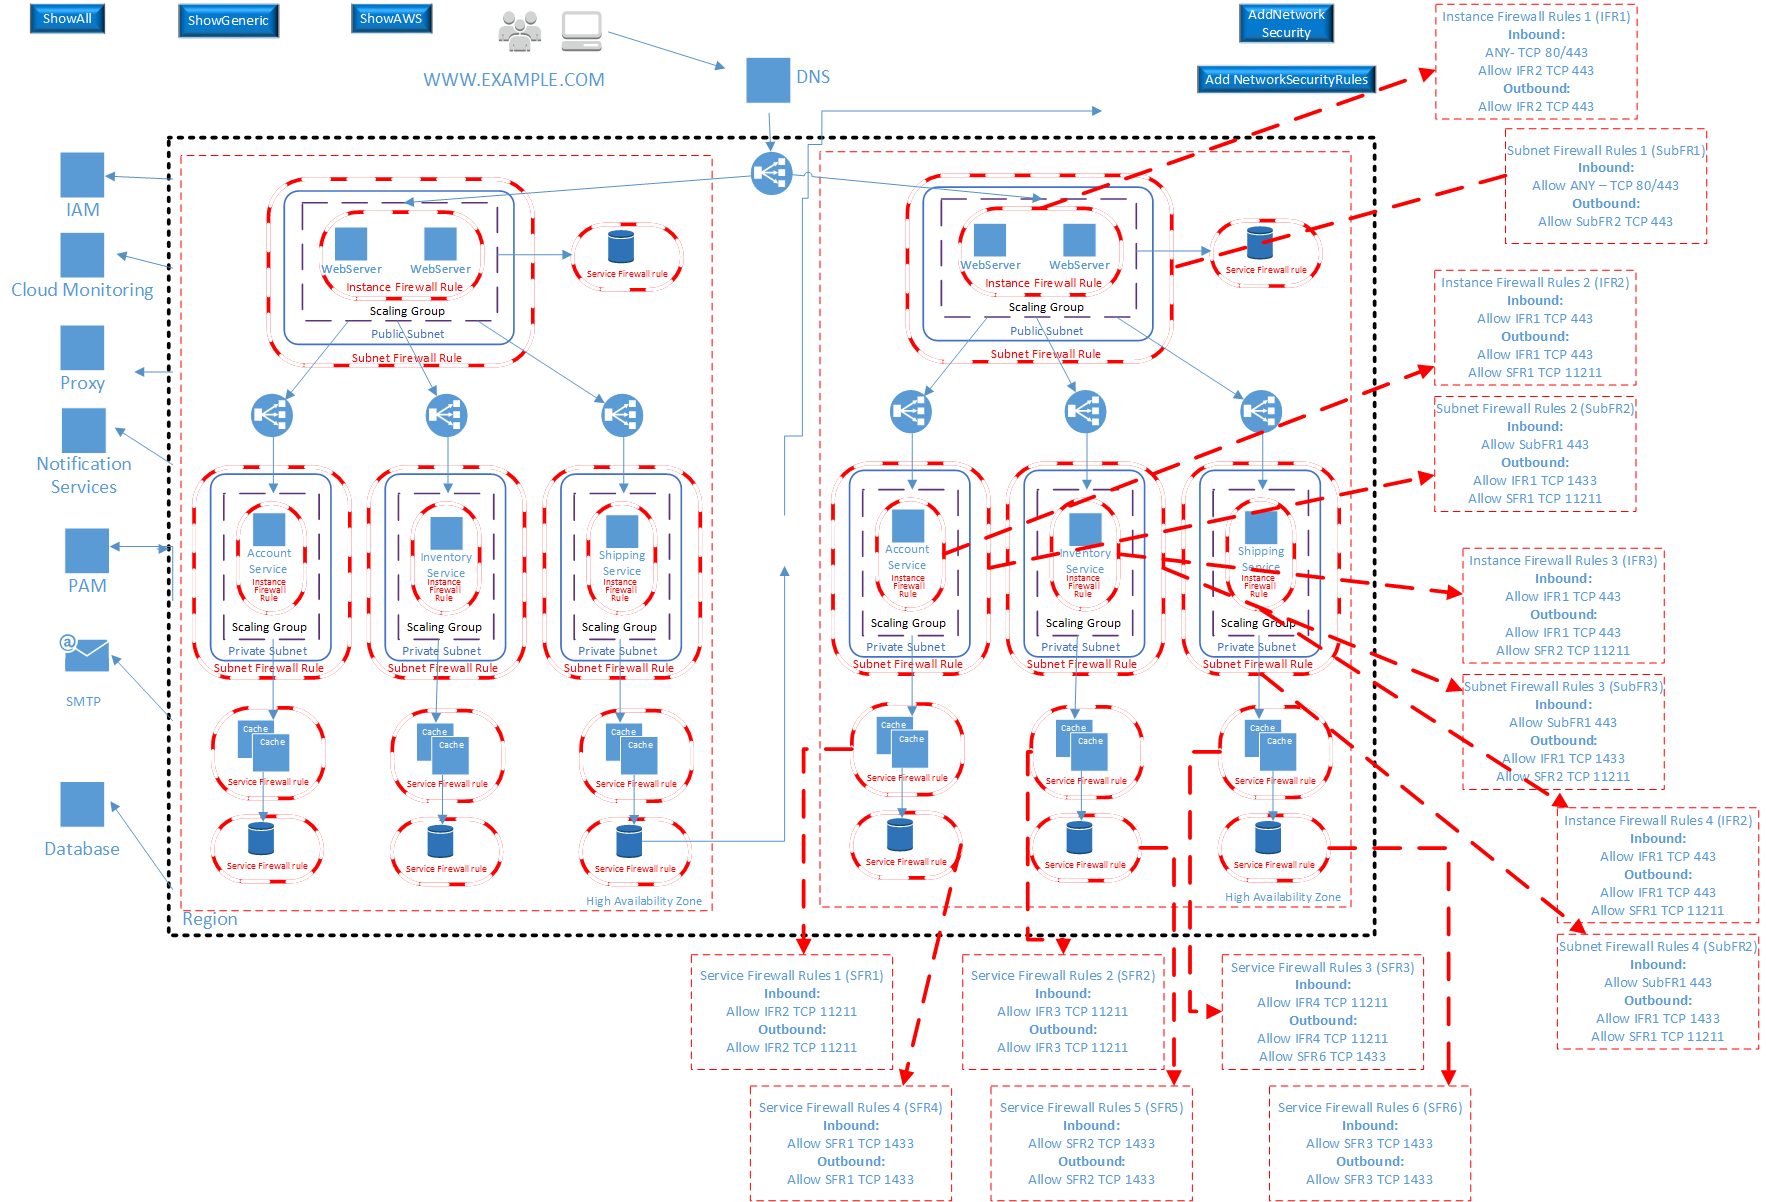 ShowAll
ShowGeneric
ShowAWS
AddNetwork
Security
Add NetworkSecurityRules
WWW.EXAMPLE.COM
DNS
IAM
Cloud Monitoring
Proxy
Notification
Services
PAM
@
SMTP
Database
WebServer
WebServer
Instance Firewall Rule
Scaling Group
Public Subnet
Subnet Firewall Rule
Service Firewall rule
Account
Service
Instance
Firewall
Rule
Scaling Group
Private Subnet
Subnet Firewall Rule
Inventory
Service
Instance
Firewall
Rule
Scaling Group
Private Subnet
Subnet Firewall Rule
Shipping
Service
Instance
Firewall
Rule
Scaling Group
Private Subnet
Subnet Firewall Rule
Cache
Cache
Service Firewall rule
Cache
Cache
Service Firewall rule
Cache
Cache
Service Firewall rule
Service Firewall rule
Service Firewall rule
Service Firewall rule
High Availability Zone
Region
WebServer
WebServer
Instance Firewall Rule
Scaling Group
Public Subnet
Subnet Firewall Rule
Service Firewall rule
Account
Service
Instance
Firewall
Rule
Scaling Group
Private Subnet
Subnet Firewall Rule
Inventory
Service
Instance
Firewall
Rule
Scaling Group
Private Subnet
Subnet Firewall Rule
Shipping
Service
Instance
Firewall
Rule
Scaling Group
Private Subnet
Subnet Firewall Rule
Cache
Cache
Service Firewall rule
Cache
Cache
Service Firewall rule
Cache
Cache
Service Firewall rule
Service Firewall rule
Service Firewall rule
Service Firewall rule
High Availability Zone
Instance Firewall Rules 1 (IFR1)
Inbound:
ANY- TCP 80/443
Allow IFR2 TCP 443
Outbound:
Allow IFR2 TCP 443
Subnet Firewall Rules 1 (SubFR1)
Inbound:
Allow ANY – TCP 80/443
Outbound:
Allow SubFR2 TCP 443
Instance Firewall Rules 2 (IFR2)
Inbound:
Allow IFR1 TCP 443
Outbound:
Allow IFR1 TCP 443
Allow SFR1 TCP 11211
Subnet Firewall Rules 2 (SubFR2)
Inbound:
Allow SubFR1 443
Outbound:
Allow IFR1 TCP 1433
Allow SFR1 TCP 11211
Instance Firewall Rules 3 (IFR3)
Inbound:
Allow IFR1 TCP 443
Outbound:
Allow IFR1 TCP 443
Allow SFR2 TCP 11211
Subnet Firewall Rules 3 (SubFR3)
Inbound:
Allow SubFR1 443
Outbound:
Allow IFR1 TCP 1433
Allow SFR2 TCP 11211
Instance Firewall Rules 4 (IFR2)
Inbound:
Allow IFR1 TCP 443
Outbound:
Allow IFR1 TCP 443
Allow SFR1 TCP 11211
Subnet Firewall Rules 4 (SubFR2)
Inbound:
Allow SubFR1 443
Outbound:
Allow IFR1 TCP 1433
Allow SFR1 TCP 11211
Service Firewall Rules 1 (SFR1)
Inbound:
Allow IFR2 TCP 11211
Outbound:
Allow IFR2 TCP 11211
Service Firewall Rules 2 (SFR2)
Inbound:
Allow IFR3 TCP 11211
Outbound:
Allow IFR3 TCP 11211
Service Firewall Rules 3 (SFR3)
Inbound:
Allow IFR4 TCP 11211
Outbound:
Allow IFR4 TCP 11211
Allow SFR6 TCP 1433
Service Firewall Rules 4 (SFR4)
Inbound:
Allow SFR1 TCP 1433
Outbound:
Allow SFR1 TCP 1433
Service Firewall Rules 5 (SFR5)
Inbound:
Allow SFR2 TCP 1433
Outbound:
Allow SFR2 TCP 1433
Service Firewall Rules 6 (SFR6)
Inbound:
Allow SFR3 TCP 1433
Outbound:
Allow SFR3 TCP 1433